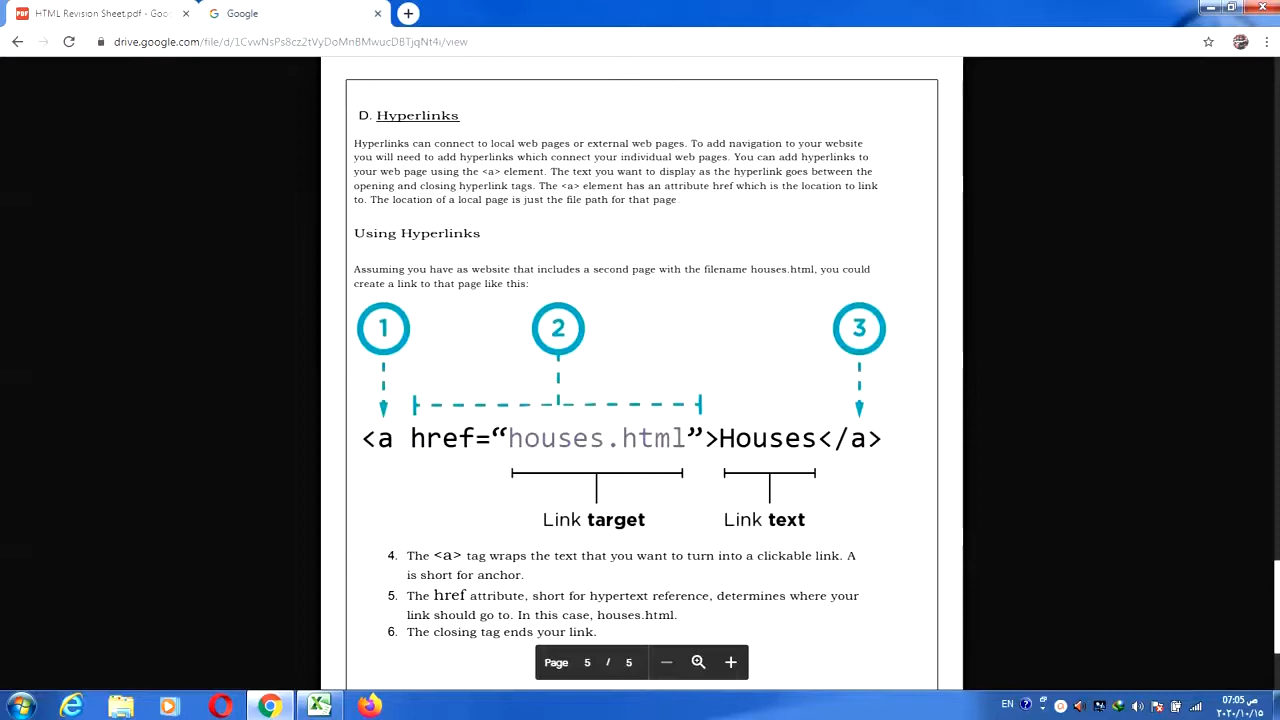 HTML Revision Sheet.pdf - Goo
Google
drive.google.com/file/d/1CvwNsPs8cz2tVyDoMnBMwucDBTjqNt4i/view
D. Hyperlinks
Hyperlinks can connect to local web pages or external web pages. To add navigation to your website
you will need to add hyperlinks which connect your individual web pages. You can add hyperlinks to
your web page using the <a> element. The text you want to display as the hyperlink goes between the
opening and closing hyperlink tags. The <a> element has an attribute href which is the location to link
to. The location of a local page is just the file path for that page
Using Hyperlinks
Assuming you have as website that includes a second page with the filename houses.html, you could
create a link to that page like this:
1 2 3
<a href=“houses.html”>Houses</a>
Link target Link text
4. The <a> tag wraps the text that you want to turn into a clickable link. A
is short for anchor.
5. The href attribute, short for hypertext reference, determines where your
link should go to. In this case, houses.html.
6. The closing tag ends your link.
Page 5 / 5
EN
07:05 ص
٢٠٢٠/١٠/١٥